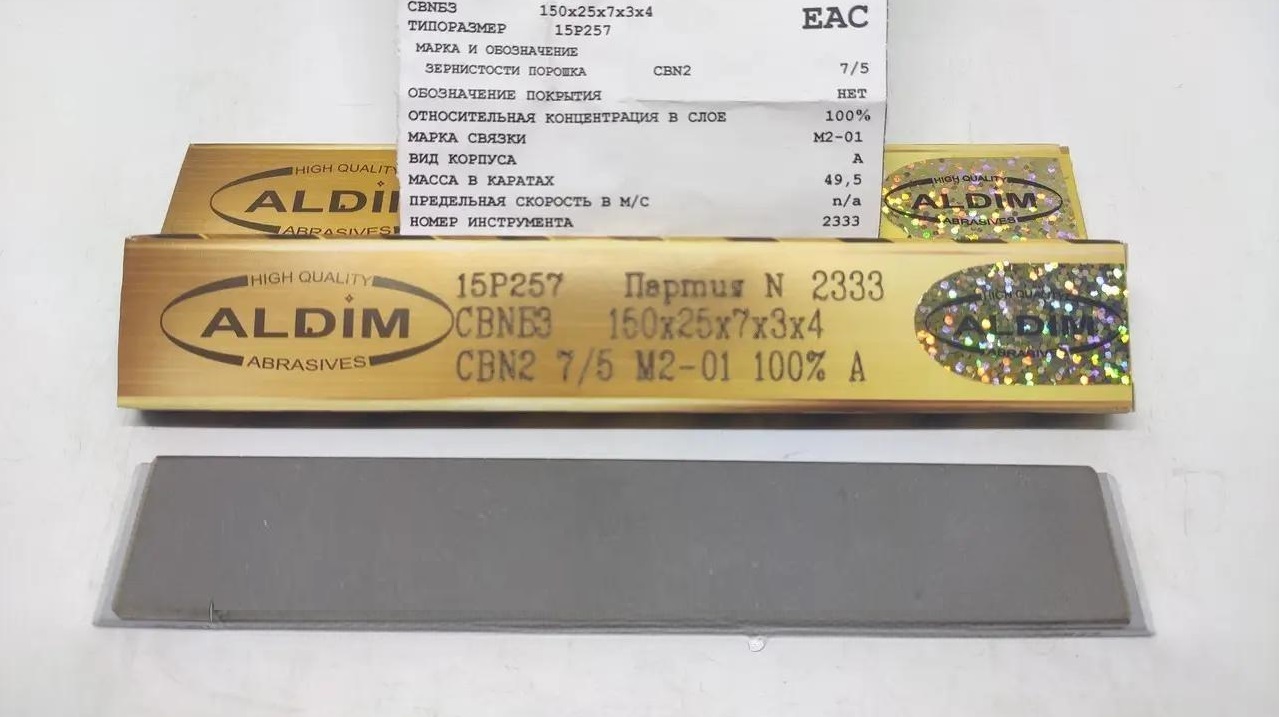 CBNБЗ 150x25x7x3x4
EAC
ТИПОРАЗМЕР 15P257
МАРКА И ОБОЗНАЧЕНИЕ
ЗЕРНИСТОСТИ ПОРОШКА CBN2 7/5
ОБОЗНАЧЕНИЕ ПОКРЫТИЯ НЕТ
ОТНОСИТЕЛЬНАЯ КОНЦЕНТРАЦИЯ В СЛОЕ 100%
МАРКА СВЯЗКИ М2-01
ВИД КОРПУСА А
МАССА В КАРАТАХ 49,5
ПРЕДЕЛЬНАЯ СКОРОСТЬ В М/С n/a
НОМЕР ИНСТРУМЕНТА 2333
HIGH QUALITY
ALDI
ABRASIVES
HIGH QUALITY
ALDIM
ABRASIVES
HIGH QUALITY
ALDIM
ABRASIVES
15P257 Партия N 2333
CBNБЗ 150x25x7x3x4
CBN2 7/5 M2-01 100% A
HIGH QUALITY
ALDIM
ABRASIV